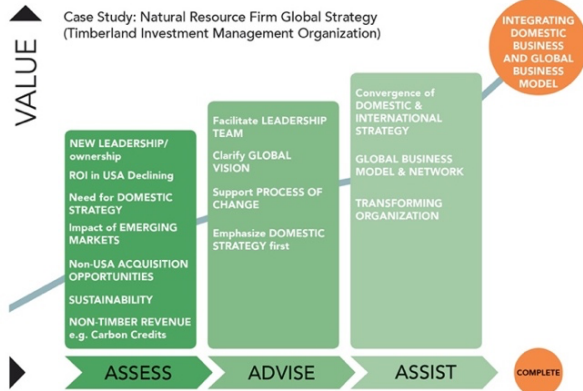 Case Study: Natural Resource Firm Global Strategy
(Timberland Investment Management Organization)
VALUE
INTEGRATING
DOMESTIC
BUSINESS
AND GLOBAL
BUSINESS
MODEL
NEW LEADERSHIP/
ownership
ROI in USA Declining
Need for DOMESTIC
STRATEGY
Impact of EMERGING
MARKETS
Non-USA ACQUISITION
OPPORTUNITIES
SUSTAINABILITY
NON-TIMBER REVENUE
e.g. Carbon Credits
Facilitate LEADERSHIP
TEAM
Clarify GLOBAL
VISION
Support PROCESS OF
CHANGE
Emphasize DOMESTIC
STRATEGY first
Convergence of
DOMESTIC &
INTERNATIONAL
STRATEGY
GLOBAL BUSINESS
MODEL & NETWORK
TRANSFORMING
ORGANIZATION
ASSESS
ADVISE
ASSIST
COMPLETE